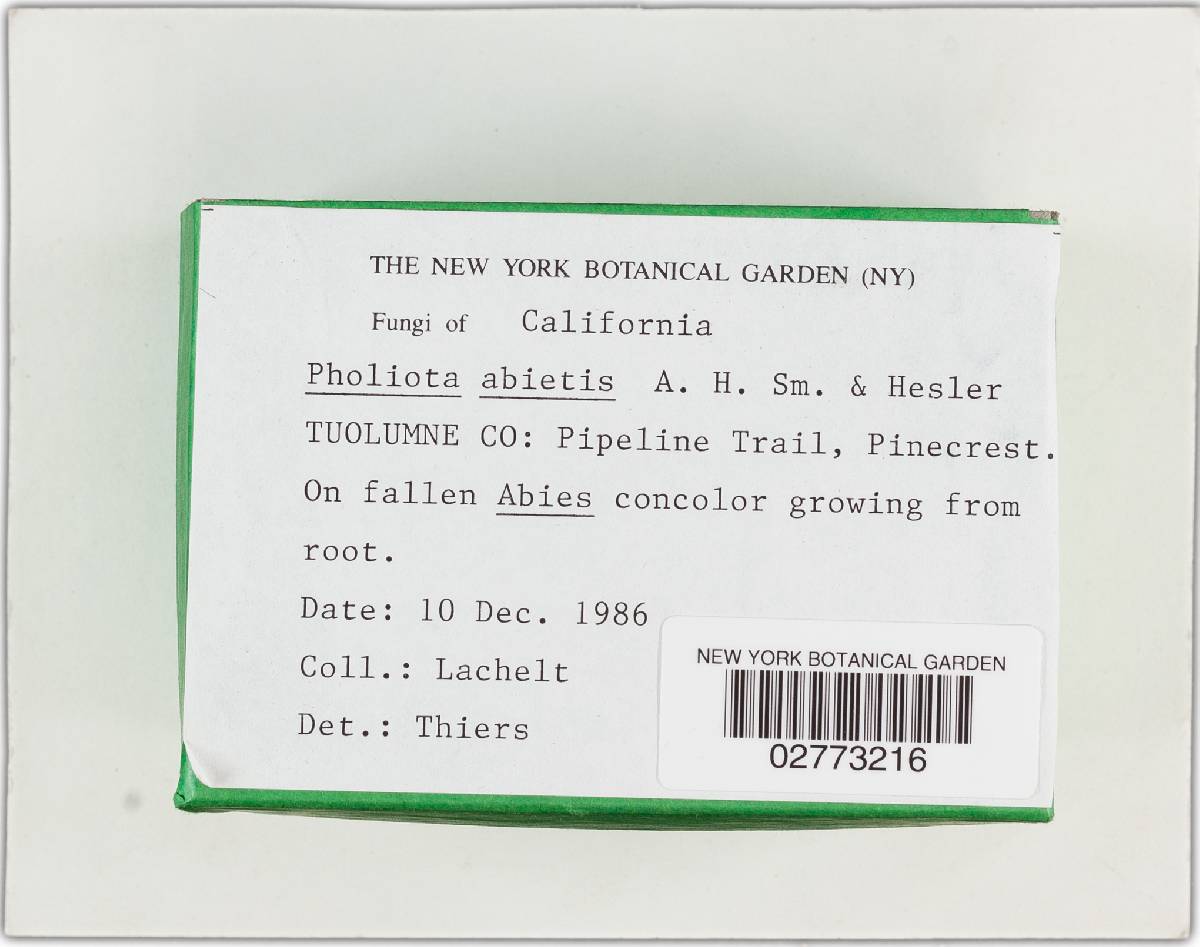 THE NEW YORK BOTANICAL GARDEN (NY)
Fungi of California
Pholiota abietis A. H. Sm. & Hesler
TUOLUMNE CO: Pipeline Trail, Pinecrest.
On fallen Abies concolor growing from
root.
Date: 10 Dec. 1986
Coll.: Lachelt
Det.: Thiers
NEW YORK BOTANICAL GARDEN
02773216